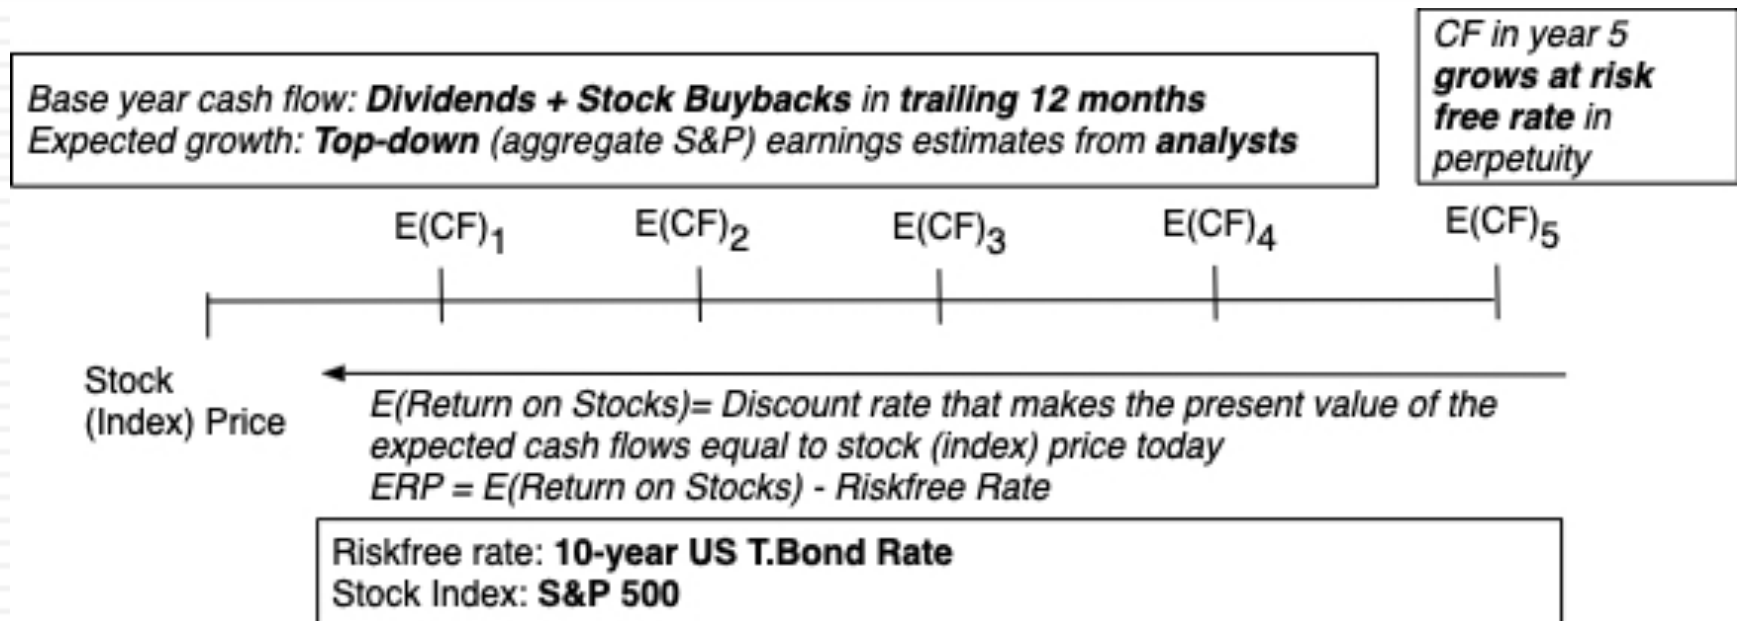 Base year cash flow: Dividends + Stock Buybacks in trailing 12 months
Expected growth: Top-down (aggregate S&P) earnings estimates from analysts
CF in year 5
grows at risk
free rate in
perpetuity
E(CF)1 E(CF)2 E(CF)3 E(CF)4 E(CF)5
Stock
(Index) Price
E(Return on Stocks)= Discount rate that makes the present value of the
expected cash flows equal to stock (index) price today
ERP = E(Return on Stocks) - Riskfree Rate
Riskfree rate: 10-year US T.Bond Rate
Stock Index: S&P 500